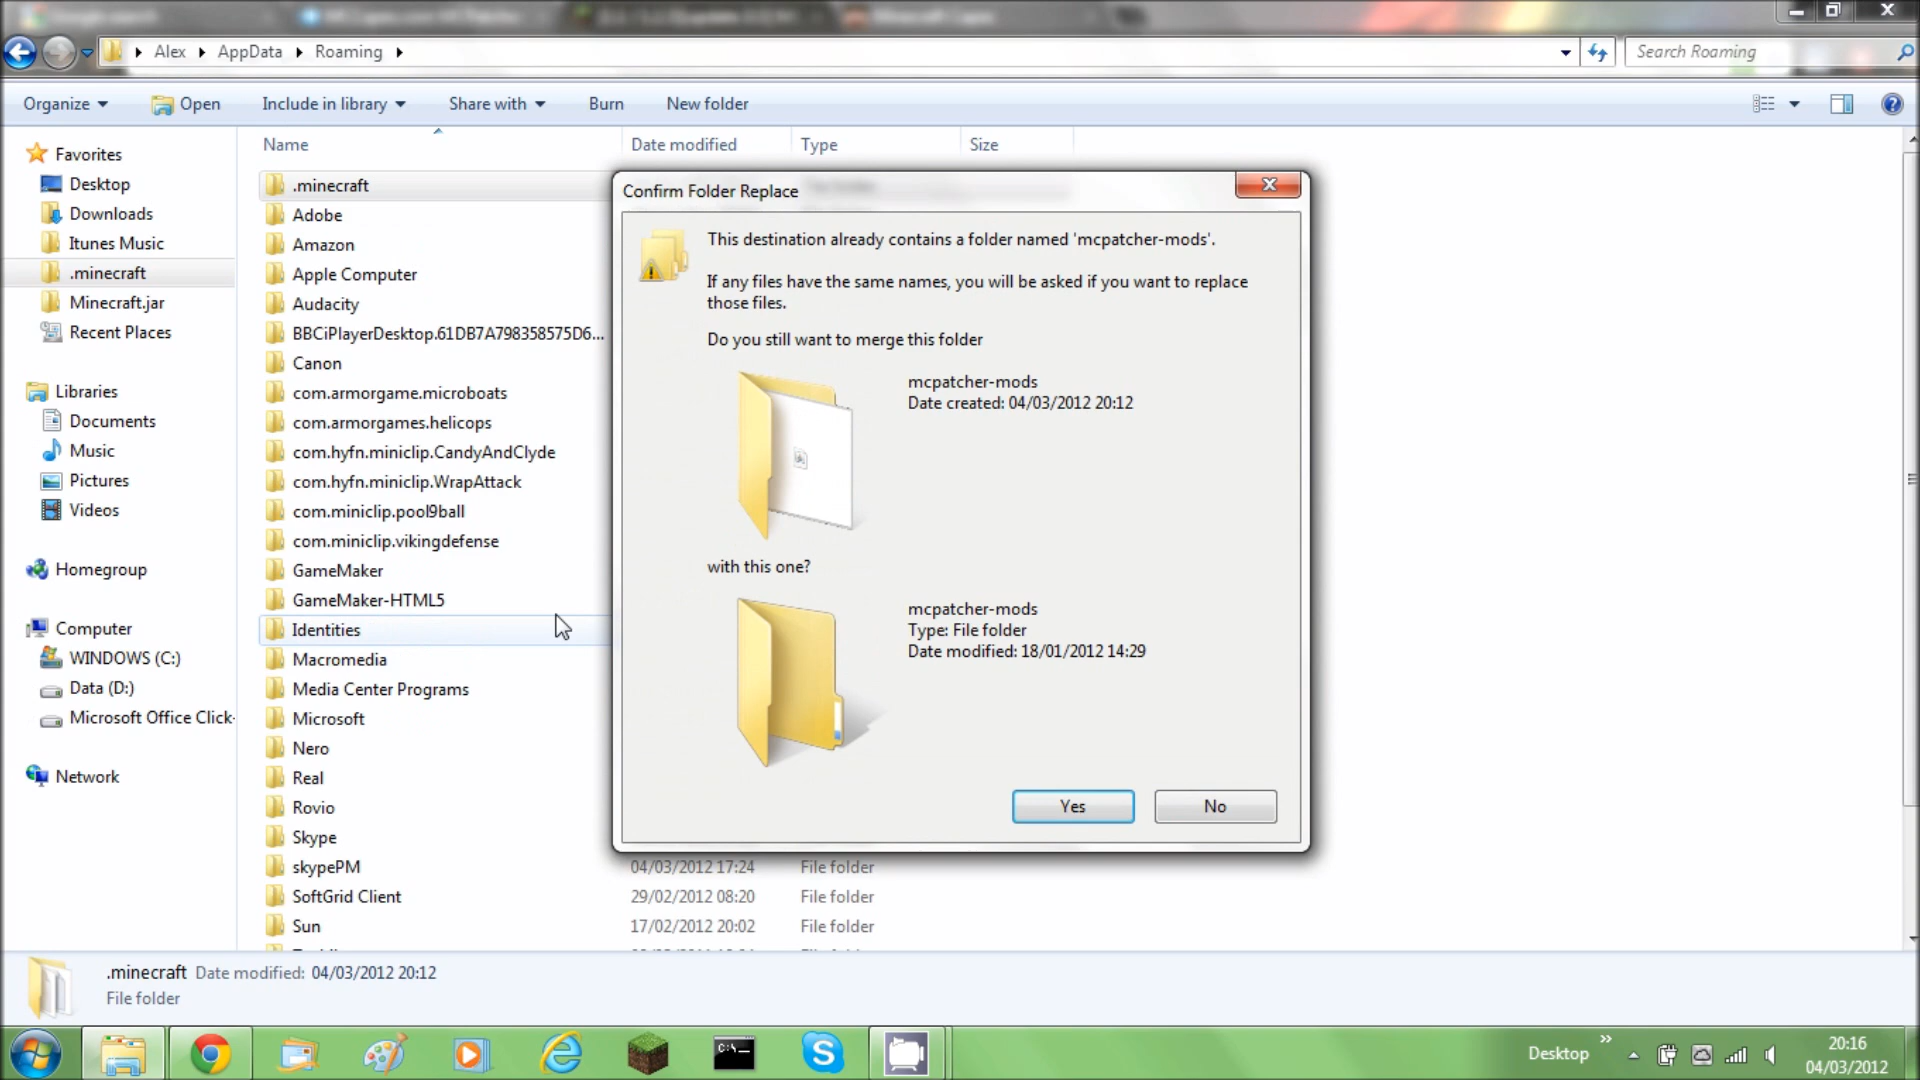 Alex
AppData
Roaming
Search Roaming
Organize
Open
Include in library
Share with
Burn
New folder
Name
Date modified
Type
Size
Favorites
Desktop
Downloads
Itunes Music
.minecraft
Minecraft.jar
Recent Places
Libraries
Documents
Music
Pictures
Videos
Homegroup
Computer
WINDOWS (C:)
Data (D:)
Microsoft Office Click-
Network
.minecraft
Adobe
Amazon
Apple Computer
Audacity
BBCiPlayerDesktop.61DB7A798358575D6...
Canon
com.armorgame.microboats
com.armorgames.helicops
com.hyfn.miniclip.CandyAndClyde
com.hyfn.miniclip.WrapAttack
com.miniclip.pool9ball
com.miniclip.vikingdefense
GameMaker
GameMaker-HTML5
Identities
Macromedia
Media Center Programs
Microsoft
Nero
Real
Rovio
Skype
skypePM 04/03/2012 17:24 File folder
SoftGrid Client 29/02/2012 08:20 File folder
Sun 17/02/2012 20:02 File folder
Confirm Folder Replace
This destination already contains a folder named 'mcpatcher-mods'.
If any files have the same names, you will be asked if you want to replace
those files.
Do you still want to merge this folder
mcpatcher-mods
Date created: 04/03/2012 20:12
with this one?
mcpatcher-mods
Type: File folder
Date modified: 18/01/2012 14:29
Yes
No
.minecraft Date modified: 04/03/2012 20:12
File folder
C:\
Desktop
20:16
04/03/2012